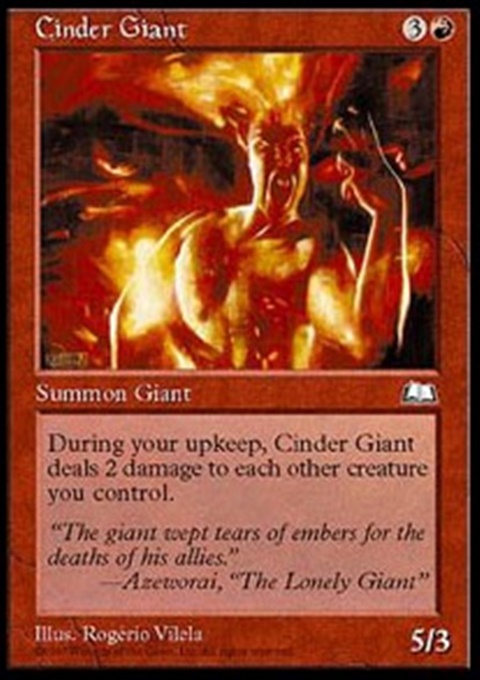 Cinder Giant 3
Summon Giant
During your upkeep, Cinder Giant
deals 2 damage to each other creature
you control.
“The giant wept tears of embers for the
deaths of his allies.”
—Azeworai, “The Lonely Giant”
Illus. Rogério Vilela
5/3